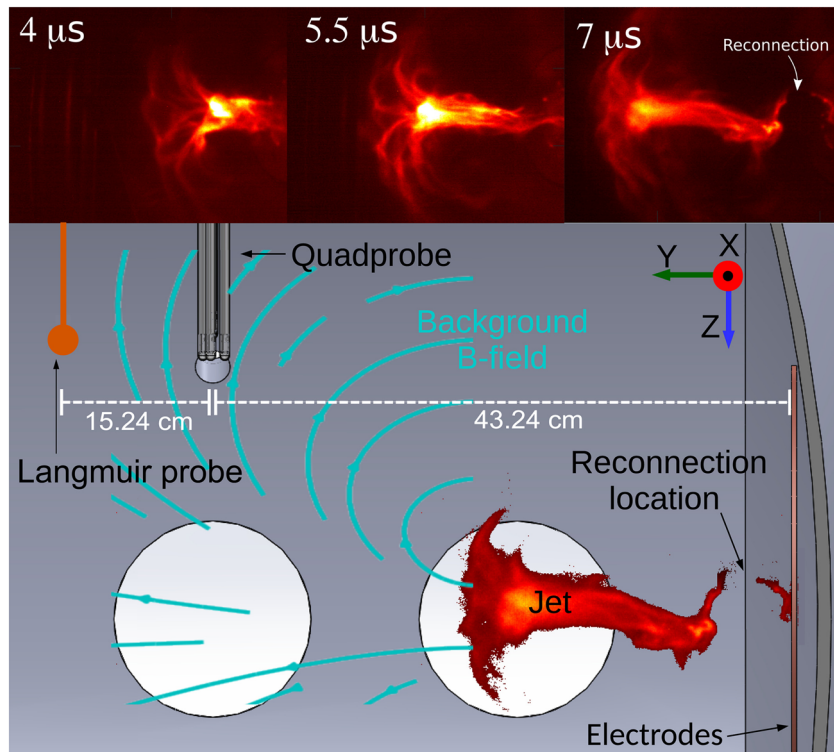 4 µs
5.5 µs
7 µs
Reconnection
Quadprobe
Y
X
Z
Background
B-field
15.24 cm
43.24 cm
Langmuir probe
Reconnection
location
Jet
Electrodes